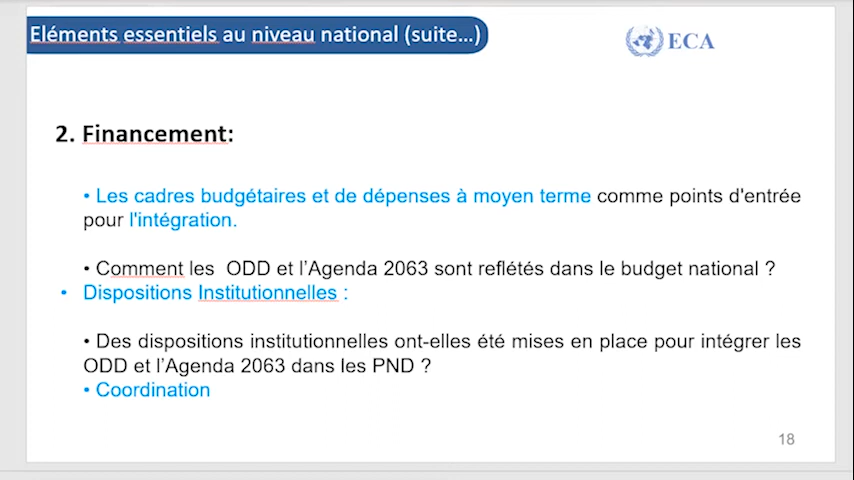 Eléments essentiels au niveau national (suite...)
ECA
2. Financement:
• Les cadres budgétaires et de dépenses à moyen terme comme points d'entrée
pour l'intégration.
• Comment les ODD et l’Agenda 2063 sont reflétés dans le budget national ?
• Dispositions Institutionnelles :
• Des dispositions institutionnelles ont-elles été mises en place pour intégrer les
ODD et l’Agenda 2063 dans les PND ?
• Coordination
18